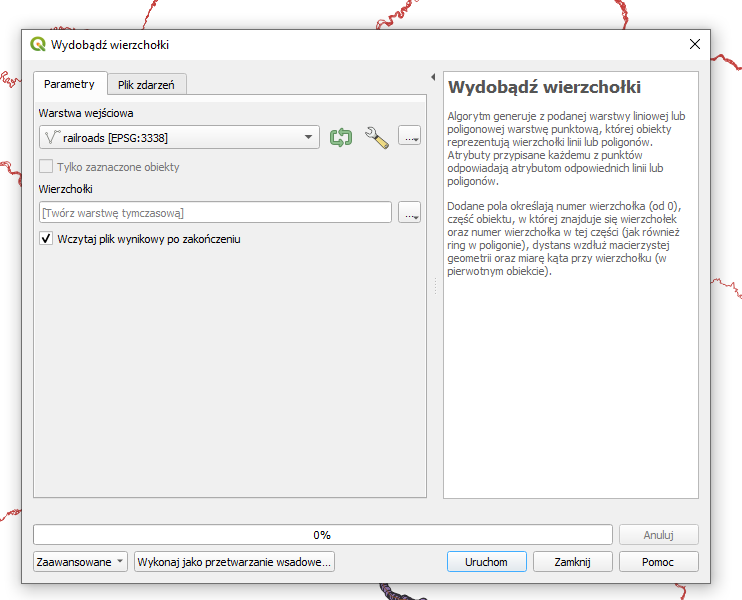 Wydobądź wierzchołki
Parametry
Plik zdarzeń
Warstwa wejściowa
railroads [EPSG:3338]
...
Tylko zaznaczone obiekty
Wierzchołki
[Twórz warstwę tymczasową]
...
Wczytaj plik wynikowy po zakończeniu
Wydobądź wierzchołki
Algorytm generuje z podanej warstwy liniowej lub
poligonowej warstwę punktową, której obiekty
reprezentują wierzchołki linii lub poligonów.
Atrybuty przypisane każdemu z punktów
odpowiadają atrybutom odpowiednich linii lub
poligonów.
Dodane pola określają numer wierzchołka (od 0),
część obiektu, w której znajduje się wierzchołek
oraz numer wierzchołka w tej części (jak również
ring w poligonie), dystans wzdłuż macierzystej
geometrii oraz miarę kąta przy wierzchołku (w
pierwotnym obiekcie).
0%
Anuluj
Zaawansowane
Wykonaj jako przetwarzanie wsadowe...
Uruchom
Zamknij
Pomoc